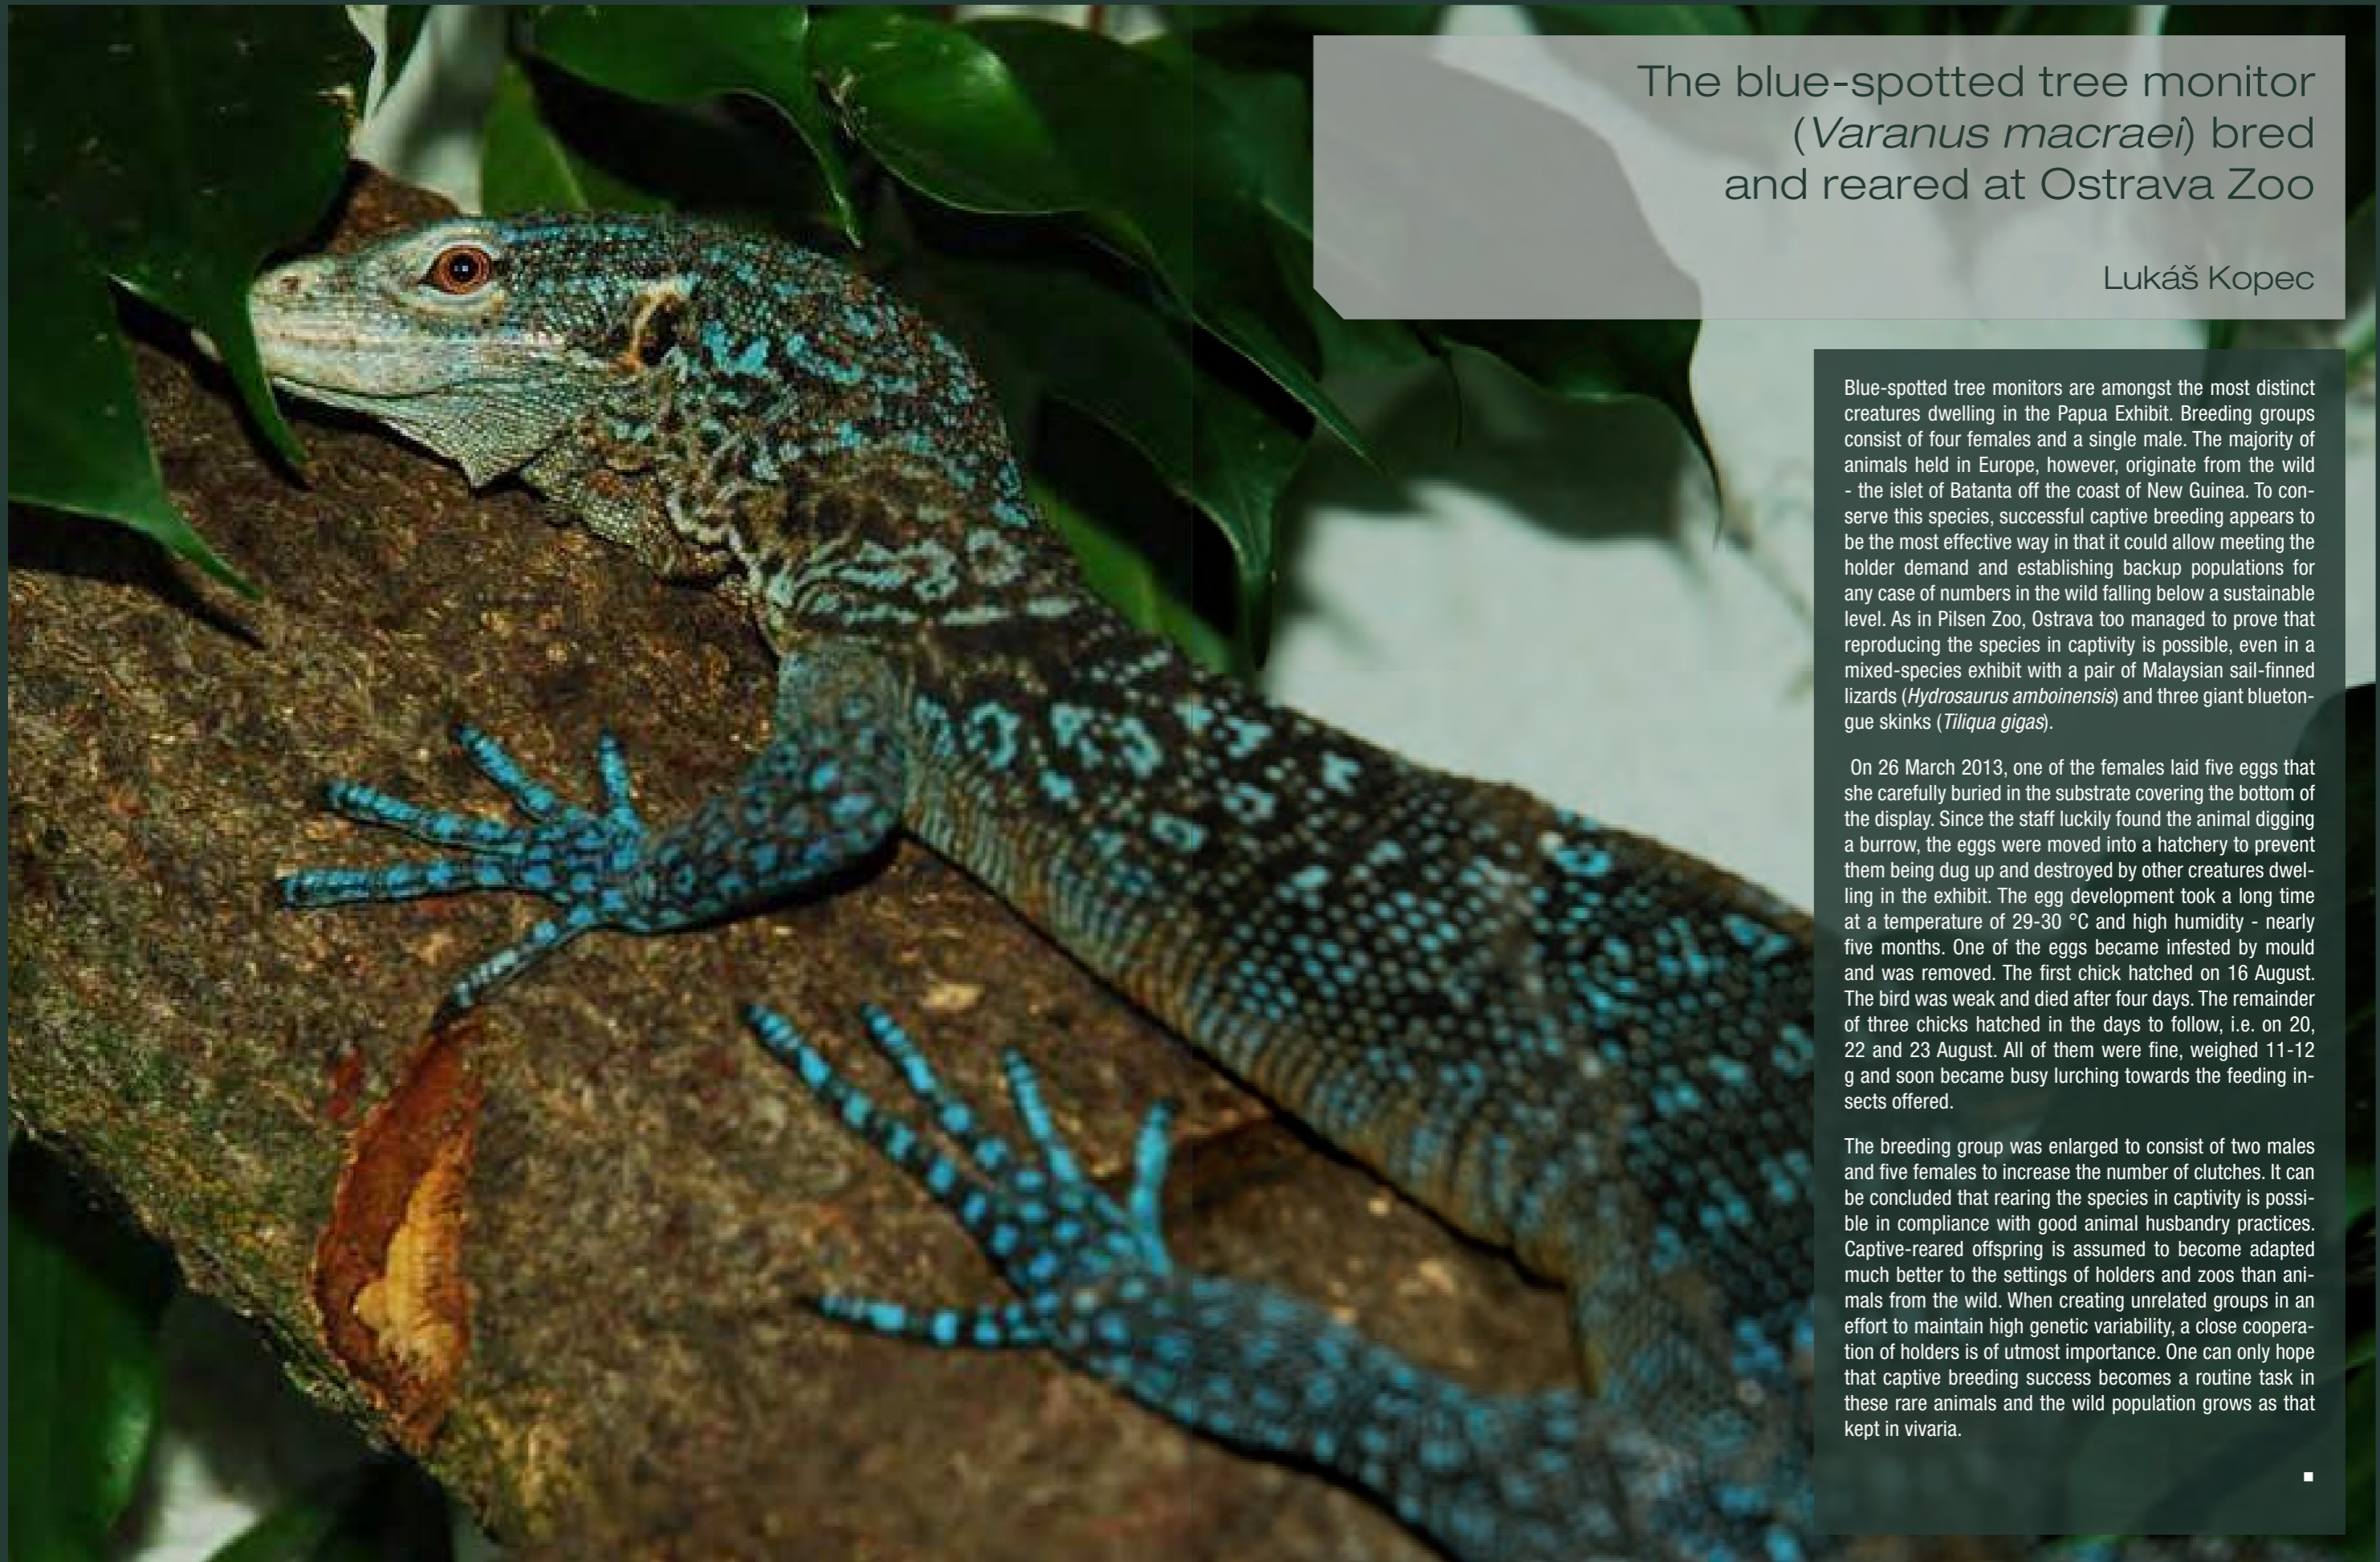 The blue-spotted tree monitor
(Varanus macraei) bred
and reared at Ostrava Zoo
Lukáš Kopec
Blue-spotted tree monitors are amongst the most distinct
creatures dwelling in the Papua Exhibit. Breeding groups
consist of four females and a single male. The majority of
animals held in Europe, however, originate from the wild
- the islet of Batanta off the coast of New Guinea. To con-
serve this species, successful captive breeding appears to
be the most effective way in that it could allow meeting the
holder demand and establishing backup populations for
any case of numbers in the wild falling below a sustainable
level. As in Pilsen Zoo, Ostrava too managed to prove that
reproducing the species in captivity is possible, even in a
mixed-species exhibit with a pair of Malaysian sail-finned
lizards (Hydrosaurus amboinensis) and three giant blueton-
gue skinks (Tiliqua gigas).
On 26 March 2013, one of the females laid five eggs that
she carefully buried in the substrate covering the bottom of
the display. Since the staff luckily found the animal digging
a burrow, the eggs were moved into a hatchery to prevent
them being dug up and destroyed by other creatures dwel-
ling in the exhibit. The egg development took a long time
at a temperature of 29-30 °C and high humidity - nearly
five months. One of the eggs became infested by mould
and was removed. The first chick hatched on 16 August.
The bird was weak and died after four days. The remainder
of three chicks hatched in the days to follow, i.e. on 20,
22 and 23 August. All of them were fine, weighed 11-12
g and soon became busy lurching towards the feeding in-
sects offered.
The breeding group was enlarged to consist of two males
and five females to increase the number of clutches. It can
be concluded that rearing the species in captivity is possi-
ble in compliance with good animal husbandry practices.
Captive-reared offspring is assumed to become adapted
much better to the settings of holders and zoos than ani-
mals from the wild. When creating unrelated groups in an
effort to maintain high genetic variability, a close coopera-
tion of holders is of utmost importance. One can only hope
that captive breeding success becomes a routine task in
these rare animals and the wild population grows as that
kept in vivaria.